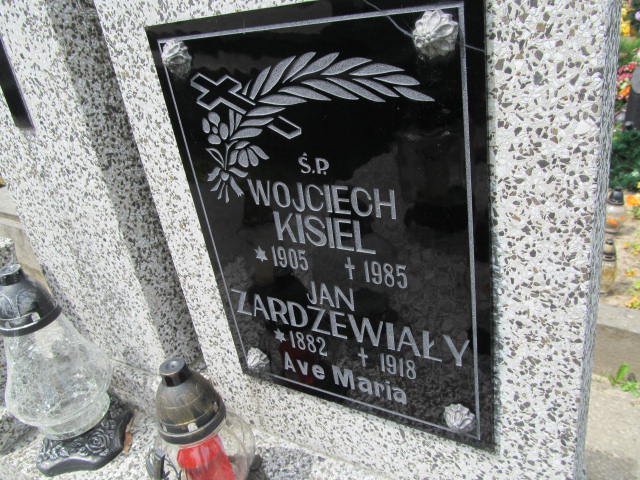 Ś.P.
WOJCIECH
KISIEL
✶1905 †1985
JAN
ZARDZEWIAŁY
✶1882 †1918
Ave Maria